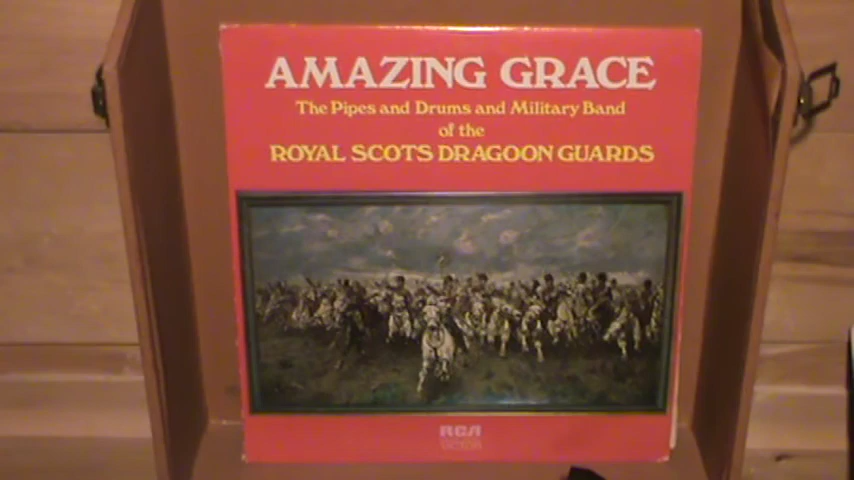 AMAZING GRACE
The Pipes and Drums and Military Band
of the
ROYAL SCOTS DRAGOON GUARDS
RCA